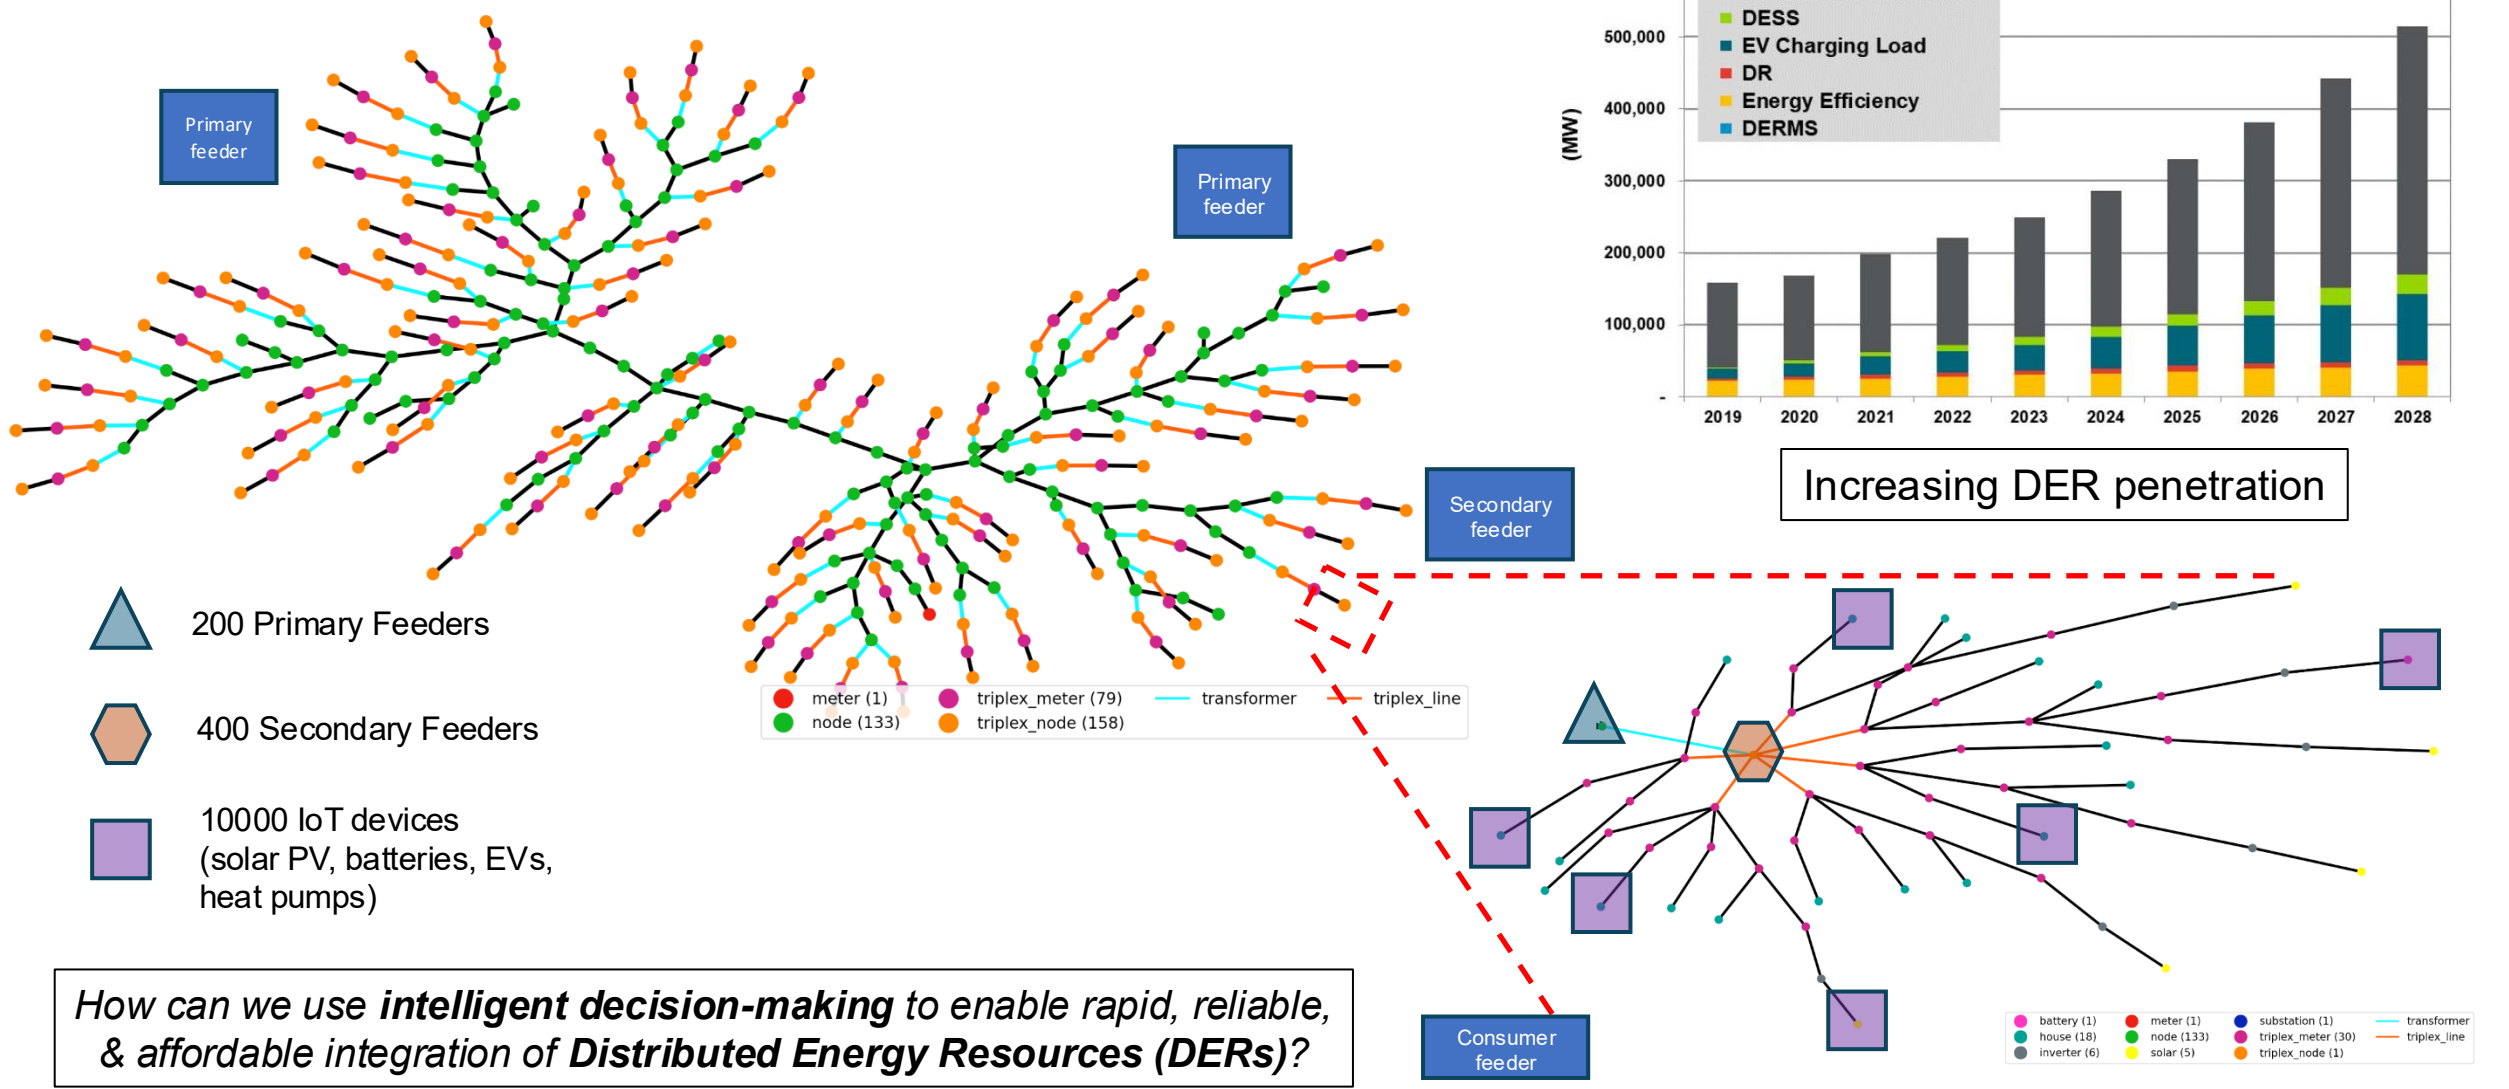 Primary
feeder
Primary
feeder
Secondary
feeder
DESS
EV Charging Load
DR
Energy Efficiency
DERMS
(MW)
500,000
400,000
300,000
200,000
100,000
-
2019 2020 2021 2022 2023 2024 2025 2026 2027 2028
Increasing DER penetration
200 Primary Feeders
400 Secondary Feeders
10000 IoT devices
(solar PV, batteries, EVs,
heat pumps)
meter (1) triplex_meter (79) transformer triplex_line
node (133) triplex_node (158)
How can we use intelligent decision-making to enable rapid, reliable,
& affordable integration of Distributed Energy Resources (DERs)?
Consumer
feeder
battery (1) meter (1) substation (1) transformer
house (18) node (133) triplex_meter (30) triplex_line
inverter (6) solar (5) triplex_node (1)